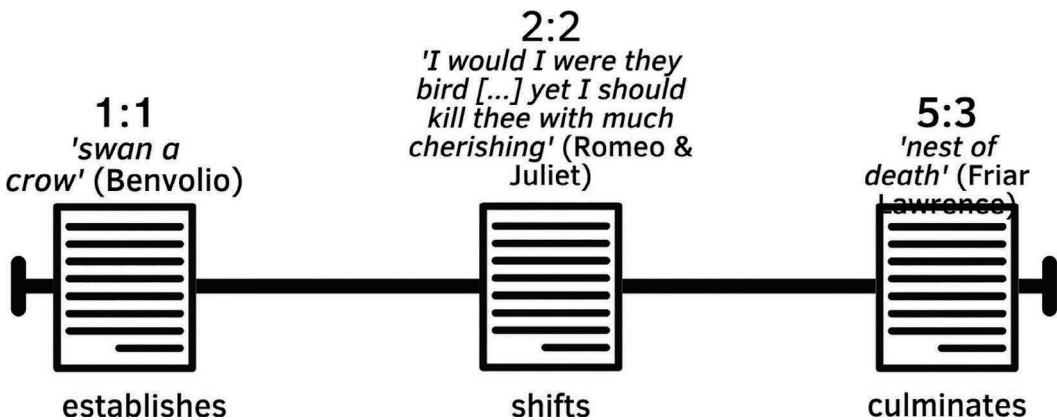 1:1
'swan a
crow' (Benvolio)
2:2
'I would I were they
bird [...] yet I should
kill thee with much
cherishing' (Romeo &
Juliet)
5:3
'nest of
death' (Friar
Lawrence)
establishes
shifts
culminates